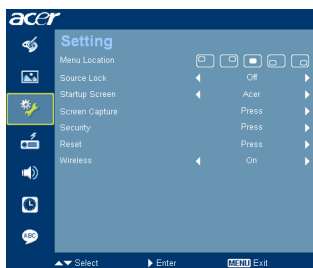 acer
Setting
Menu Location
Source Lock Off
Startup Screen Acer
Screen Capture Press
Security Press
Reset Press
Wireless On
ABC
Select Enter MENU Exit